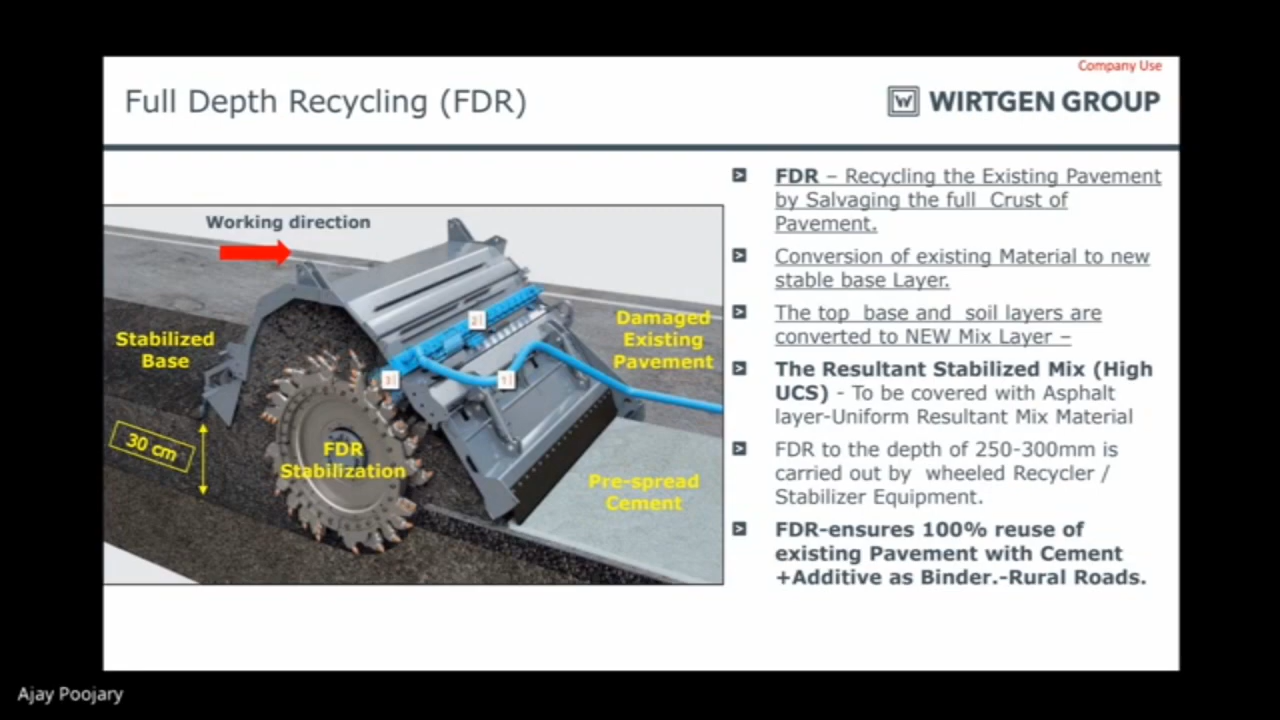 Company Use
Full Depth Recycling (FDR)
WIRTGEN GROUP
Working direction
Stabilized
Base
30 cm
FDR
Stabilization
Damaged
Existing
Pavement
Pre-spread
Cement
2
3
1
FDR – Recycling the Existing Pavement
by Salvaging the full Crust of
Pavement.
Conversion of existing Material to new
stable base Layer.
The top base and soil layers are
converted to NEW Mix Layer –
The Resultant Stabilized Mix (High
UCS) - To be covered with Asphalt
layer-Uniform Resultant Mix Material
FDR to the depth of 250-300mm is
carried out by wheeled Recycler /
Stabilizer Equipment.
FDR-ensures 100% reuse of
existing Pavement with Cement
+Additive as Binder.-Rural Roads.
Ajay Poojary